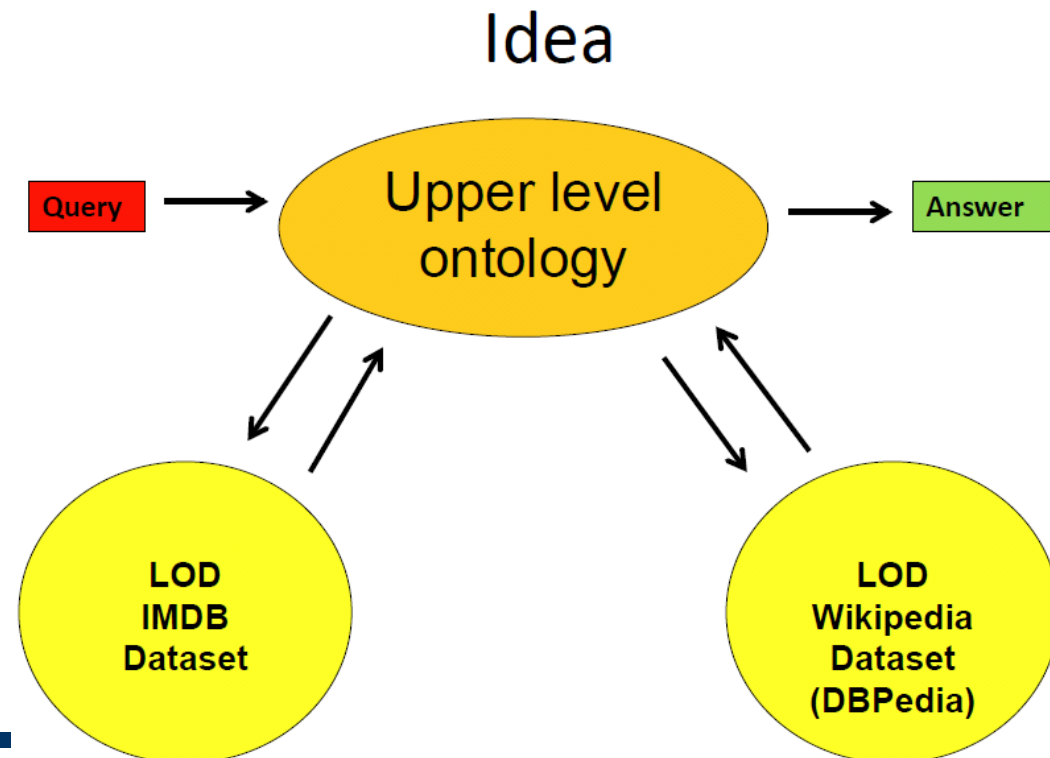 Idea
Query
Upper level
ontology
Answer
LOD
IMDB
Dataset
LOD
Wikipedia
Dataset
(DBPedia)